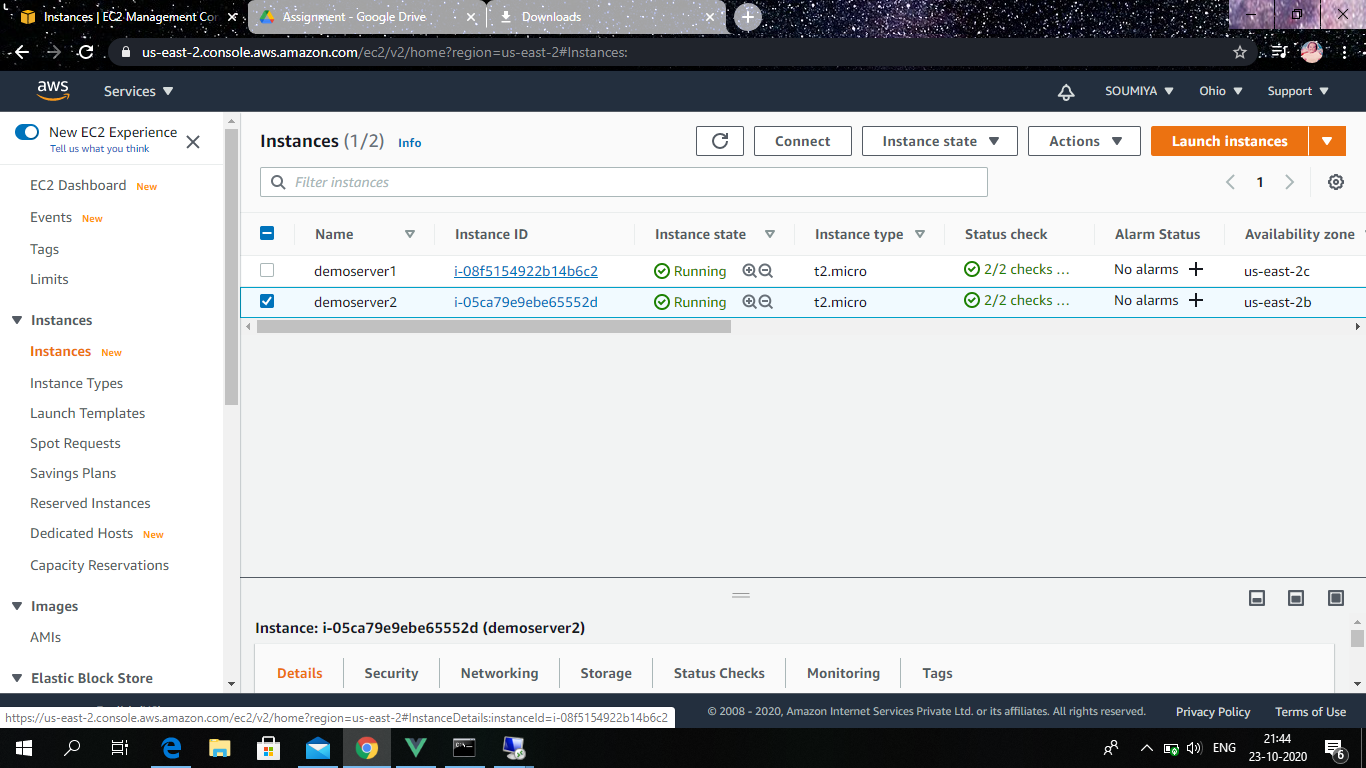 Instances | EC2 Management Co
Assignment - Google Drive
Downloads
us-east-2.console.aws.amazon.com/ec2/v2/home?region=us-east-2#Instances:
aws
Services
SOUMIYA
Ohio
Support
New EC2 Experience
Tell us what you think
EC2 Dashboard New
Events New
Tags
Limits
Instances
Instances New
Instance Types
Launch Templates
Spot Requests
Savings Plans
Reserved Instances
Dedicated Hosts New
Capacity Reservations
Images
AMIs
Elastic Block Store
Instances (1/2) Info
Connect
Instance state
Actions
Launch instances
Filter instances
1
Name Instance ID Instance state Instance type Status check Alarm Status Availability zone
demoserver1 i-08f5154922b14b6c2 Running t2.micro 2/2 checks ... No alarms + us-east-2c
demoserver2 i-05ca79e9ebe65552d Running t2.micro 2/2 checks ... No alarms + us-east-2b
Instance: i-05ca79e9ebe65552d (demoserver2)
Details Security Networking Storage Status Checks Monitoring Tags
https://us-east-2.console.aws.amazon.com/ec2/v2/home?region=us-east-2#InstanceDetails:instanceId=i-08f5154922b14b6c2
© 2008 - 2020, Amazon Internet Services Private Ltd. or its affiliates. All rights reserved.
Privacy Policy
Terms of Use
ENG
21:44
23-10-2020
6